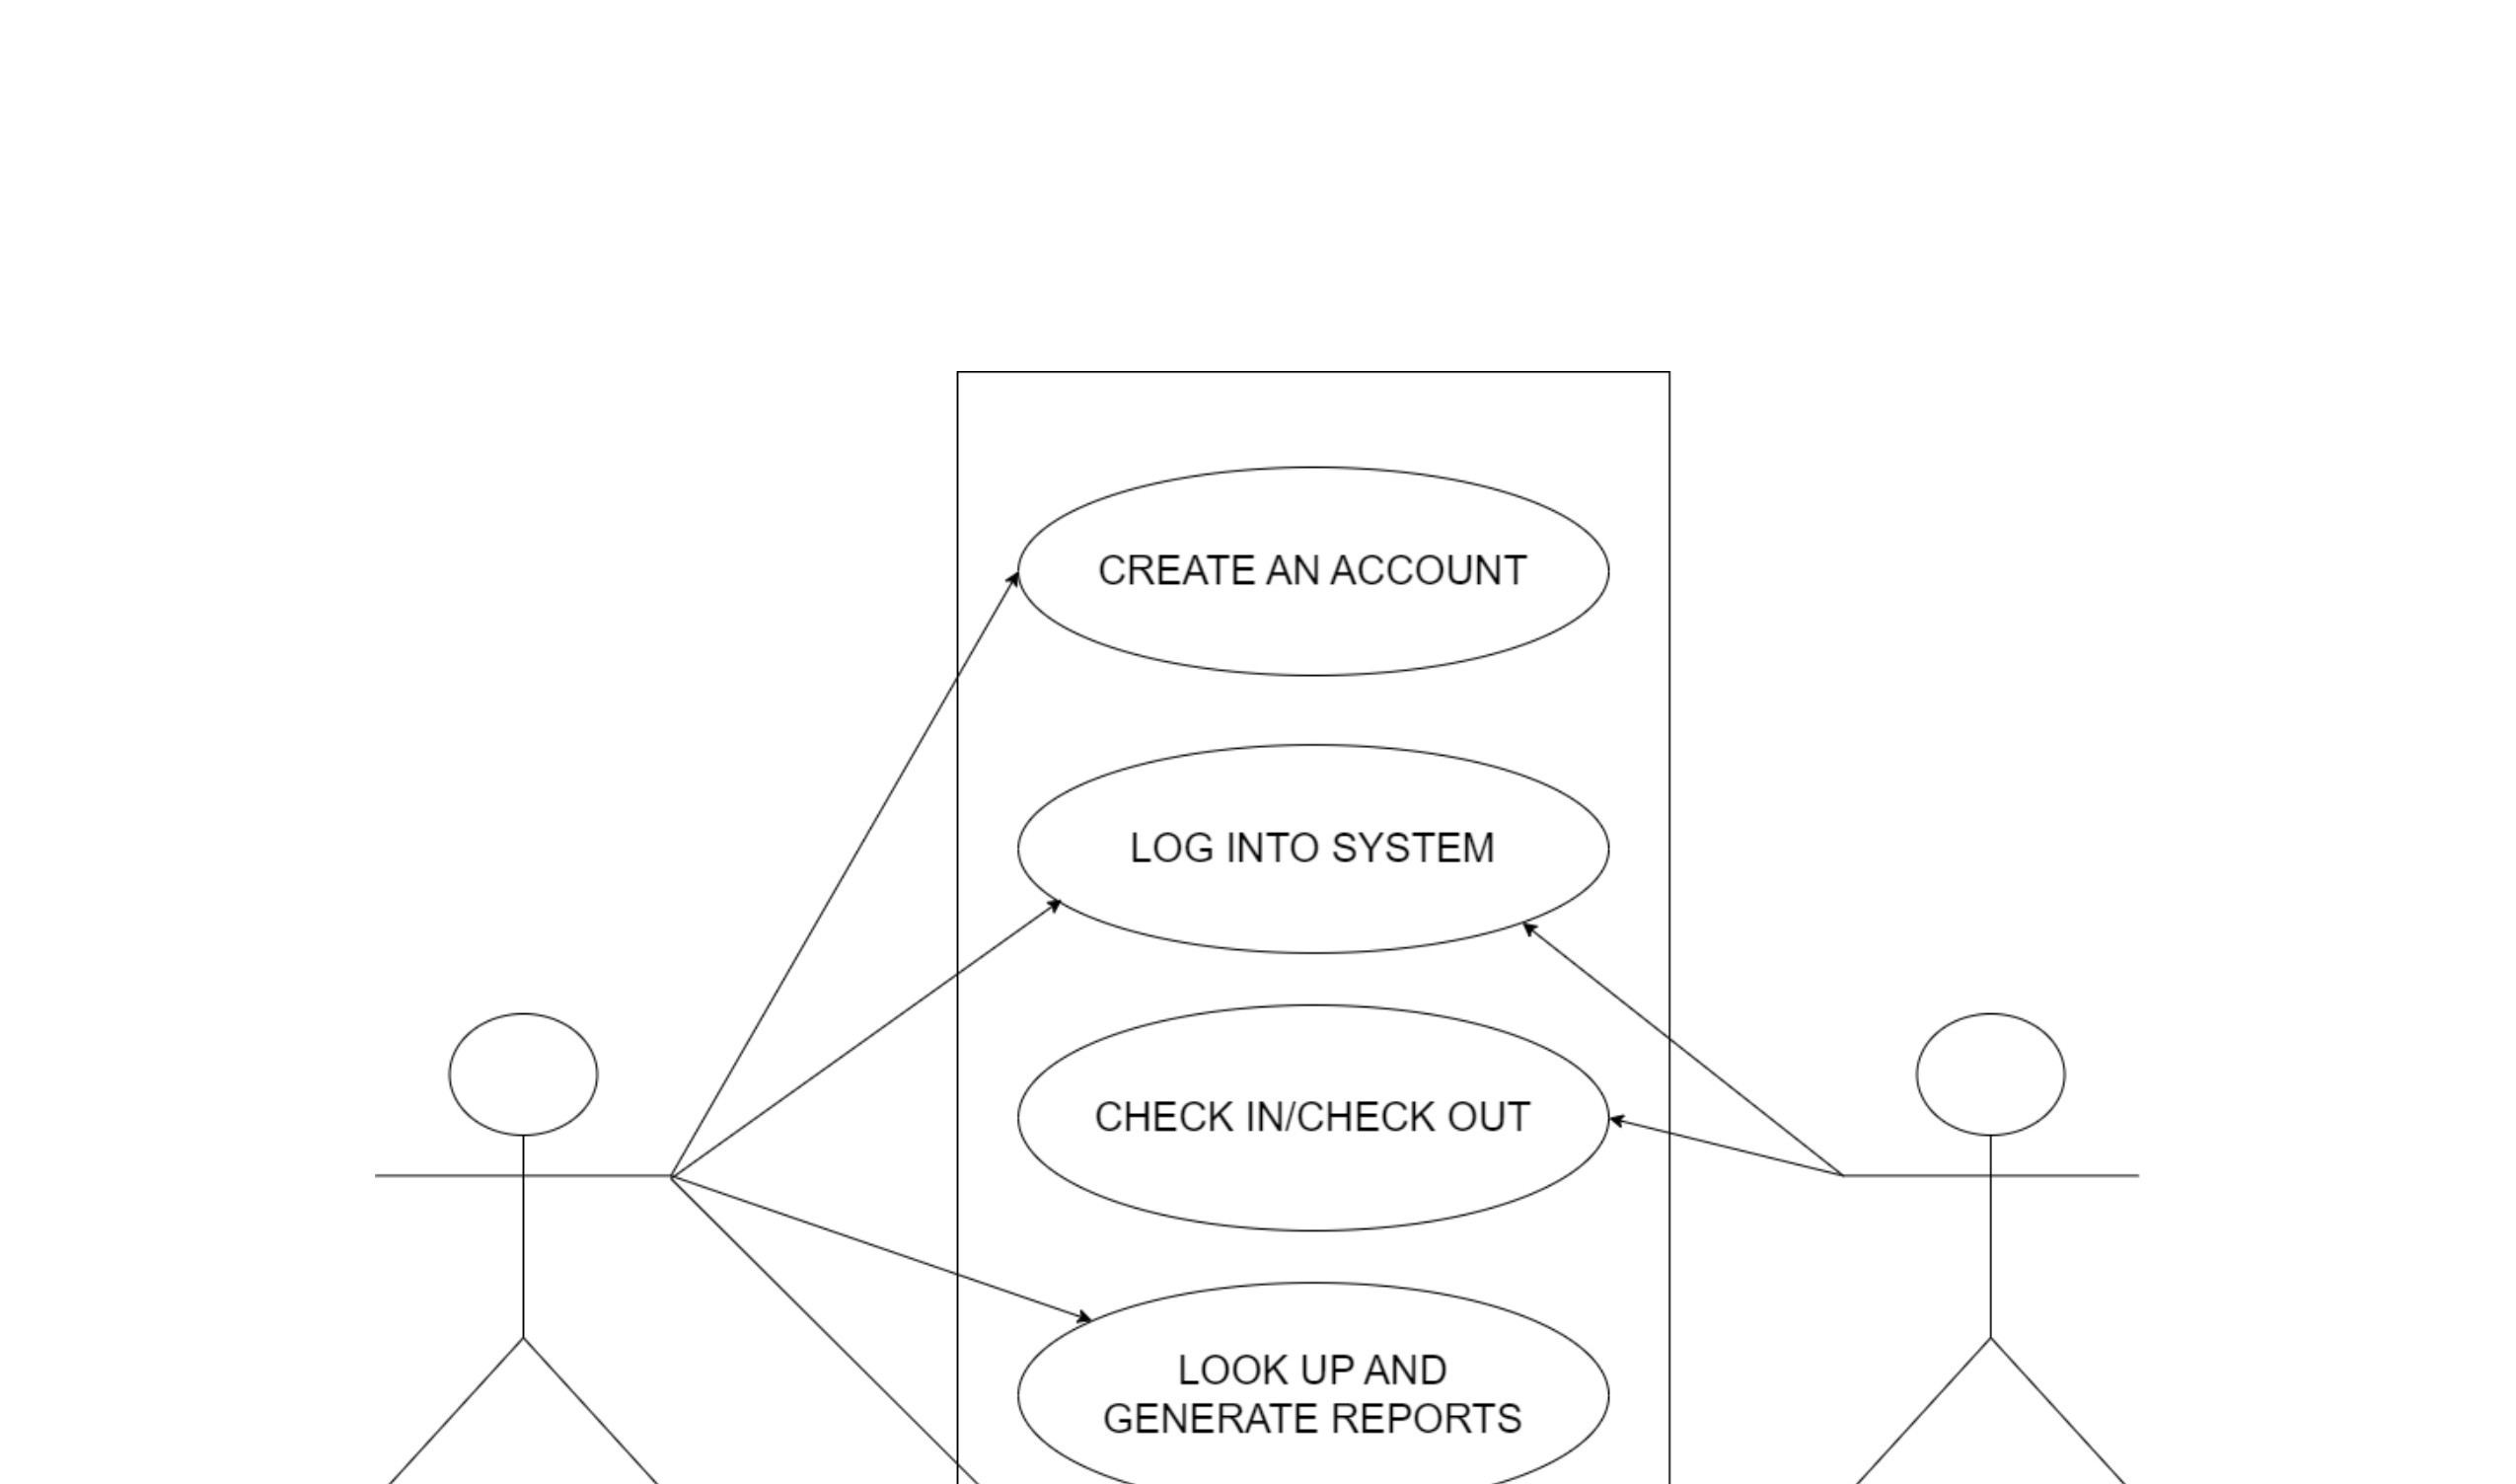 CREATE AN ACCOUNT
LOG INTO SYSTEM
CHECK IN/CHECK OUT
LOOK UP AND
GENERATE REPORTS